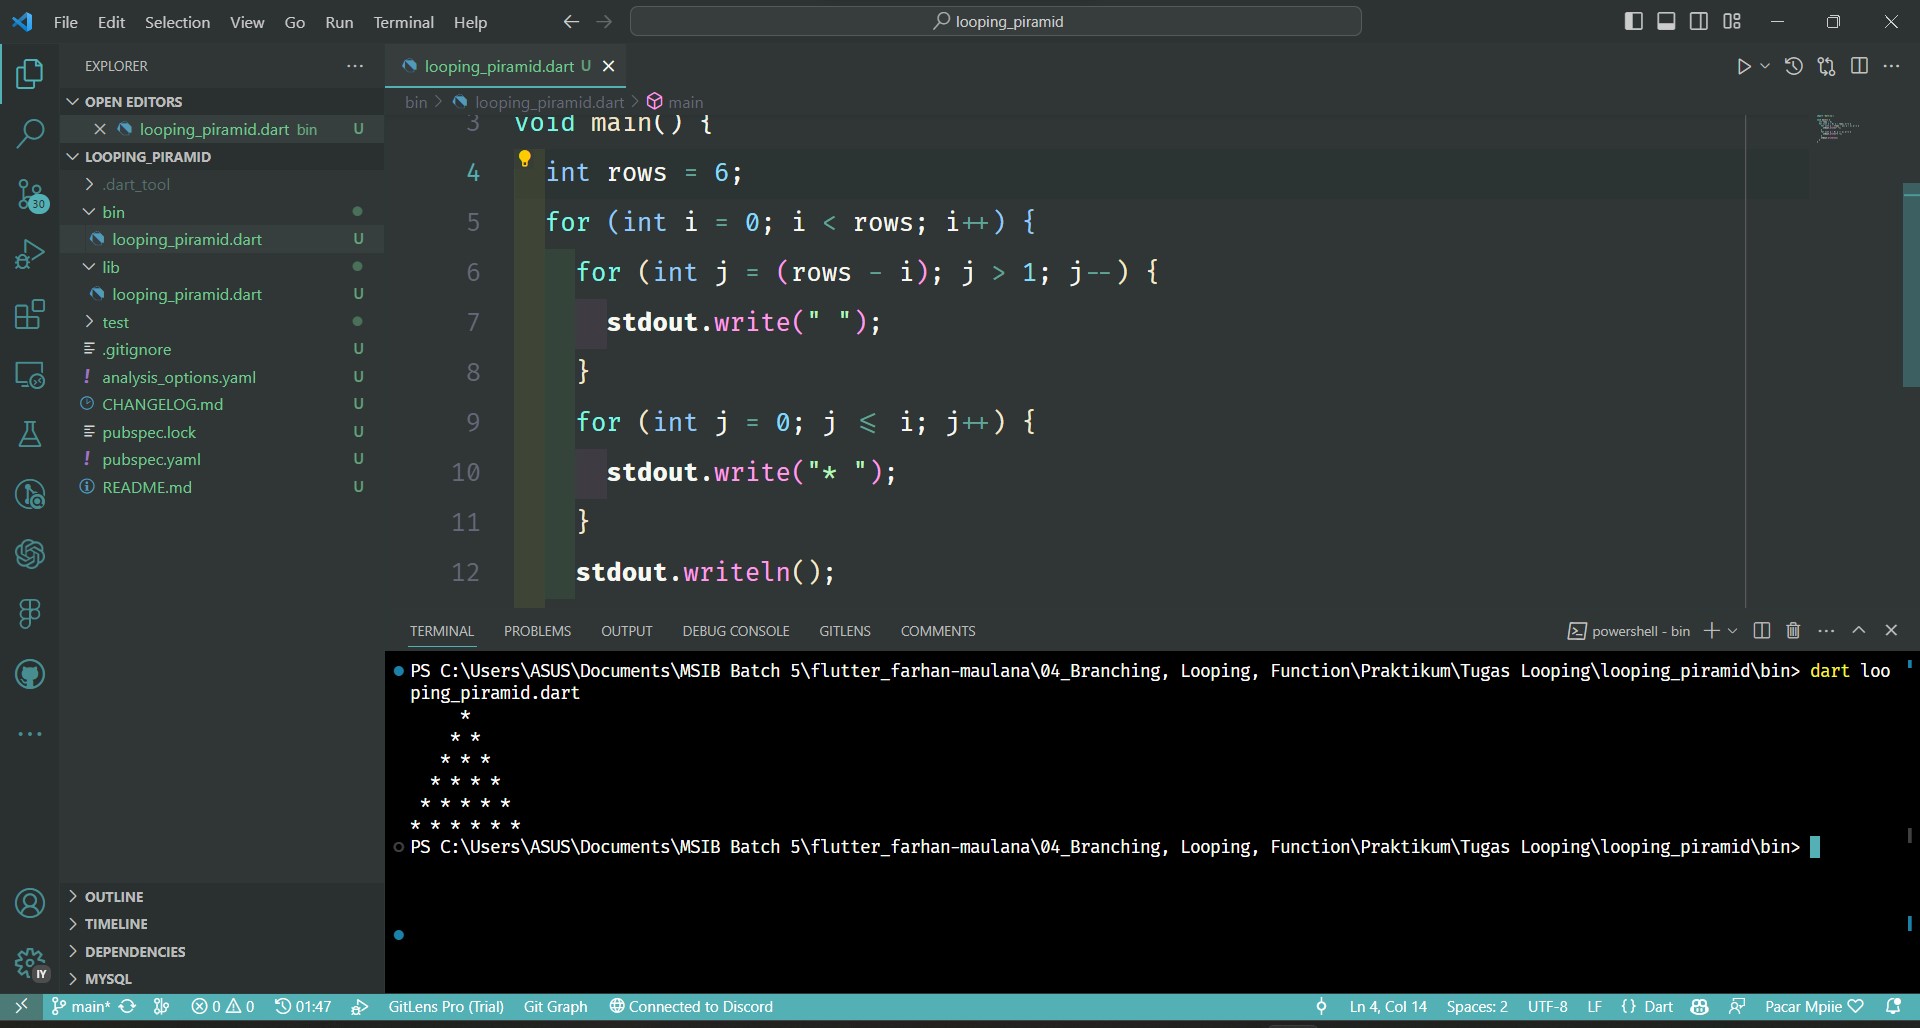 File Edit Selection View Go Run Terminal Help
looping_piramid
EXPLORER
OPEN EDITORS
looping_piramid.dart bin U
LOOPING_PIRAMID
.dart_tool
bin
looping_piramid.dart U
lib
looping_piramid.dart U
test
.gitignore U
analysis_options.yaml U
CHANGELOG.md U
pubspec.lock U
pubspec.yaml U
README.md U
OUTLINE
TIMELINE
DEPENDENCIES
MYSQL
30
IY
looping_piramid.dart U
bin > looping_piramid.dart > main
3 void main() {
4 int rows = 6;
5 for (int i = 0; i < rows; i++) {
6 for (int j = (rows - i); j > 1; j--) {
7 stdout.write(" ");
8 }
9 for (int j = 0; j <= i; j++) {
10 stdout.write("* ");
11 }
12 stdout.writeln();
TERMINAL PROBLEMS OUTPUT DEBUG CONSOLE GITLENS COMMENTS
powershell - bin
PS C:\Users\ASUS\Documents\MSIB Batch 5\flutter_farhan-maulana\04_Branching, Looping, Function\Praktikum\Tugas Looping\looping_piramid\bin> dart loo
ping_piramid.dart
*
* *
* * *
* * * *
* * * * *
* * * * * *
PS C:\Users\ASUS\Documents\MSIB Batch 5\flutter_farhan-maulana\04_Branching, Looping, Function\Praktikum\Tugas Looping\looping_piramid\bin>
main* 0 0 01:47 GitLens Pro (Trial) Git Graph Connected to Discord Ln 4, Col 14 Spaces: 2 UTF-8 LF {} Dart Pacar Mpiie